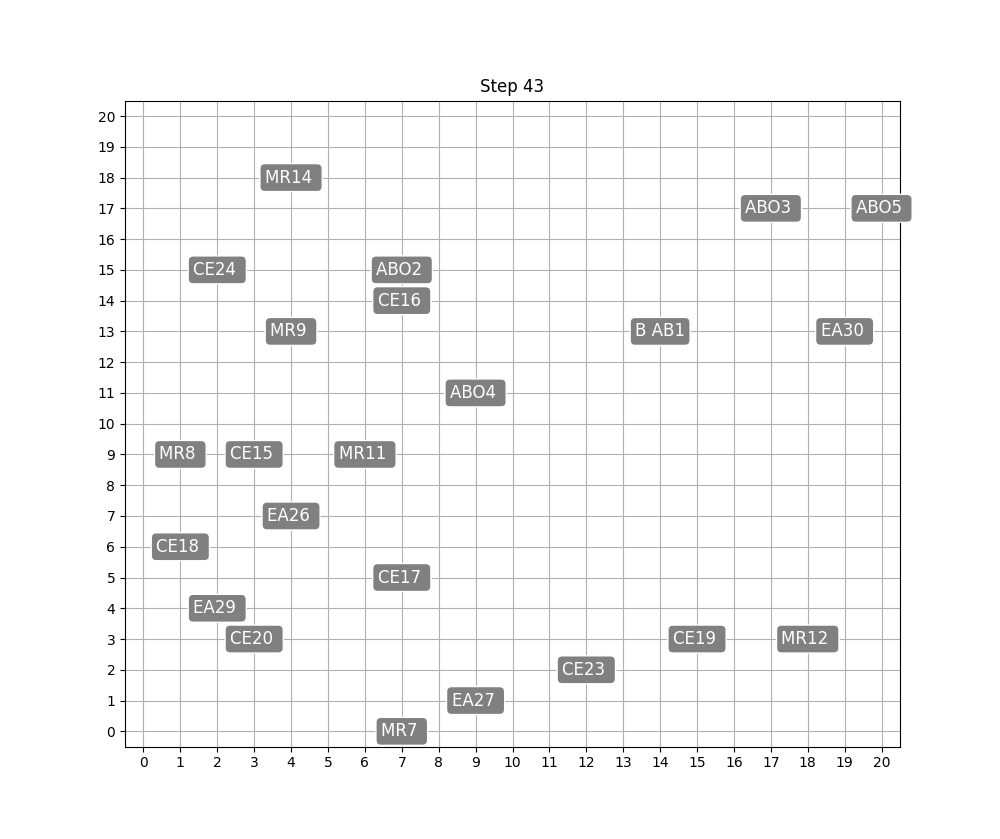 Step 43
20
19
18 MR14
17 ABO3 ABO5
16
15 CE24 ABO2
14 CE16
13 MR9 B AB1 EA30
12
11 ABO4
10
9 MR8 CE15 MR11
8
7 EA26
6 CE18
5 CE17
4 EA29
3 CE20 CE19 MR12
2 CE23
1 EA27
0 MR7
0 1 2 3 4 5 6 7 8 9 10 11 12 13 14 15 16 17 18 19 20